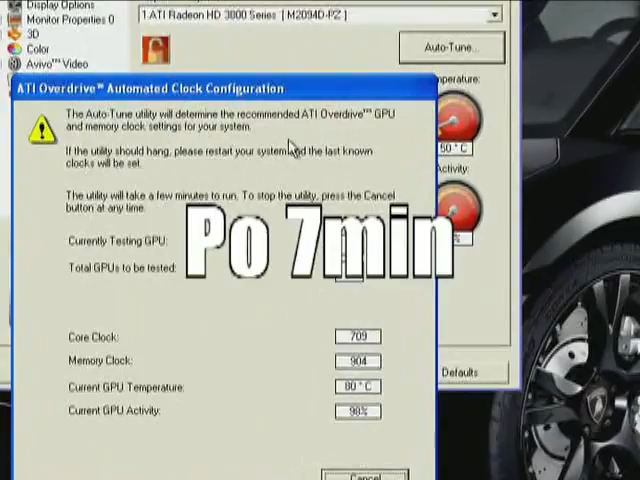 Display Options
Monitor Properties 0
3D
Color
Avivo™ Video
1.ATI Radeon HD 3800 Series [ M2094D-PZ ]
Auto-Tune...
ATI Overdrive™ Automated Clock Configuration
The Auto-Tune utility will determine the recommended ATI Overdrive™ GPU
and memory clock settings for your system.
If the utility should hang, please restart your system and the last known
clocks will be set.
The utility will take a few minutes to run. To stop the utility, press the Cancel
button at any time.
perature:
50 °C
Activity:
%
Po 7min
Currently Testing GPU:
Total GPUs to be tested:
Core Clock: 709
Memory Clock: 904
Current GPU Temperature: 80 °C
Current GPU Activity: 98%
Defaults
Cancel